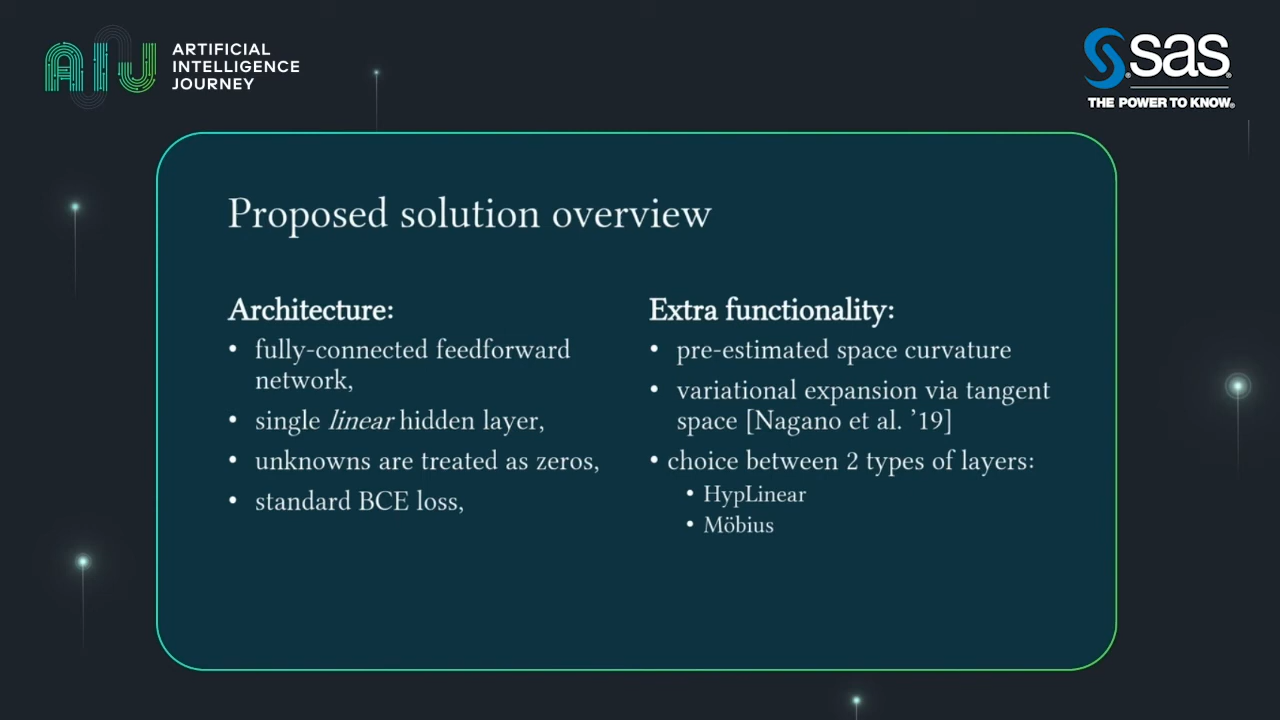 ARTIFICIAL
INTELLIGENCE
JOURNEY
sas
THE POWER TO KNOW®
Proposed solution overview
Architecture:
• fully-connected feedforward
network,
• single linear hidden layer,
• unknowns are treated as zeros,
• standard BCE loss,
Extra functionality:
• pre-estimated space curvature
• variational expansion via tangent
space [Nagano et al. ’19]
• choice between 2 types of layers:
• HypLinear
• Möbius